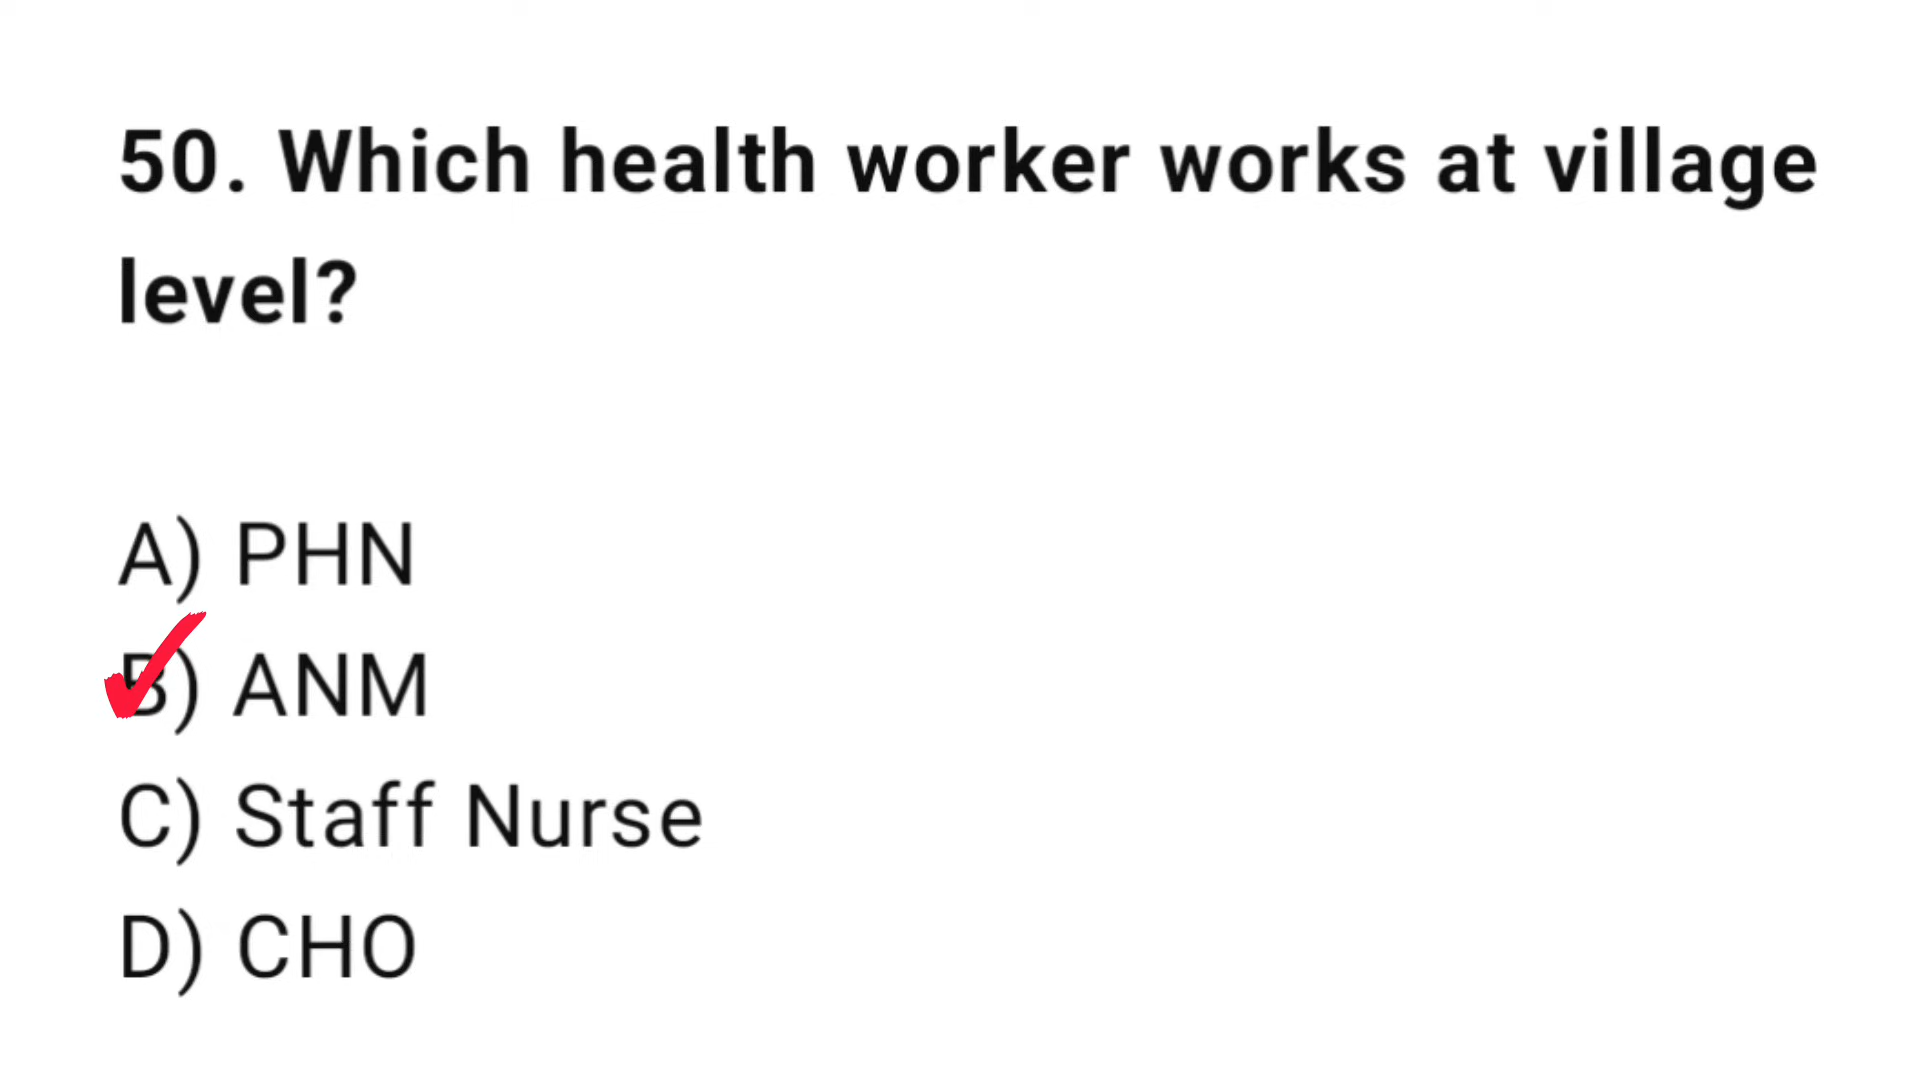 50. Which health worker works at village
level?
A) PHN
B) ANM
C) Staff Nurse
D) CHO